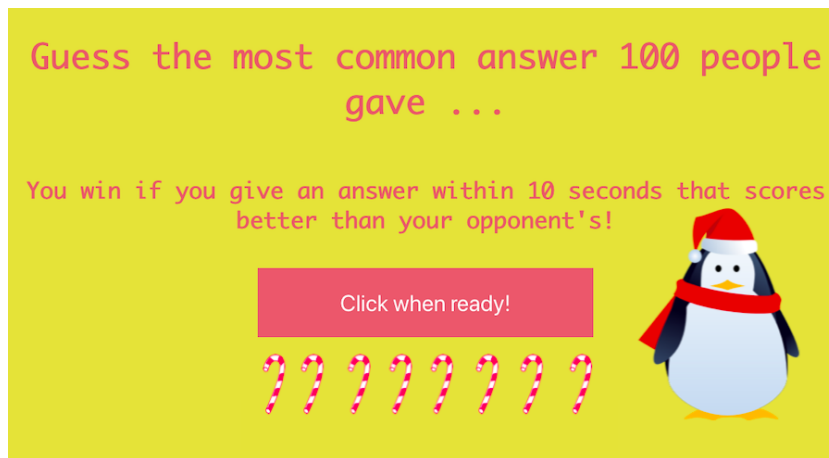 Guess the most common answer 100 people
gave ...
You win if you give an answer within 10 seconds that scores
better than your opponent's!
Click when ready!